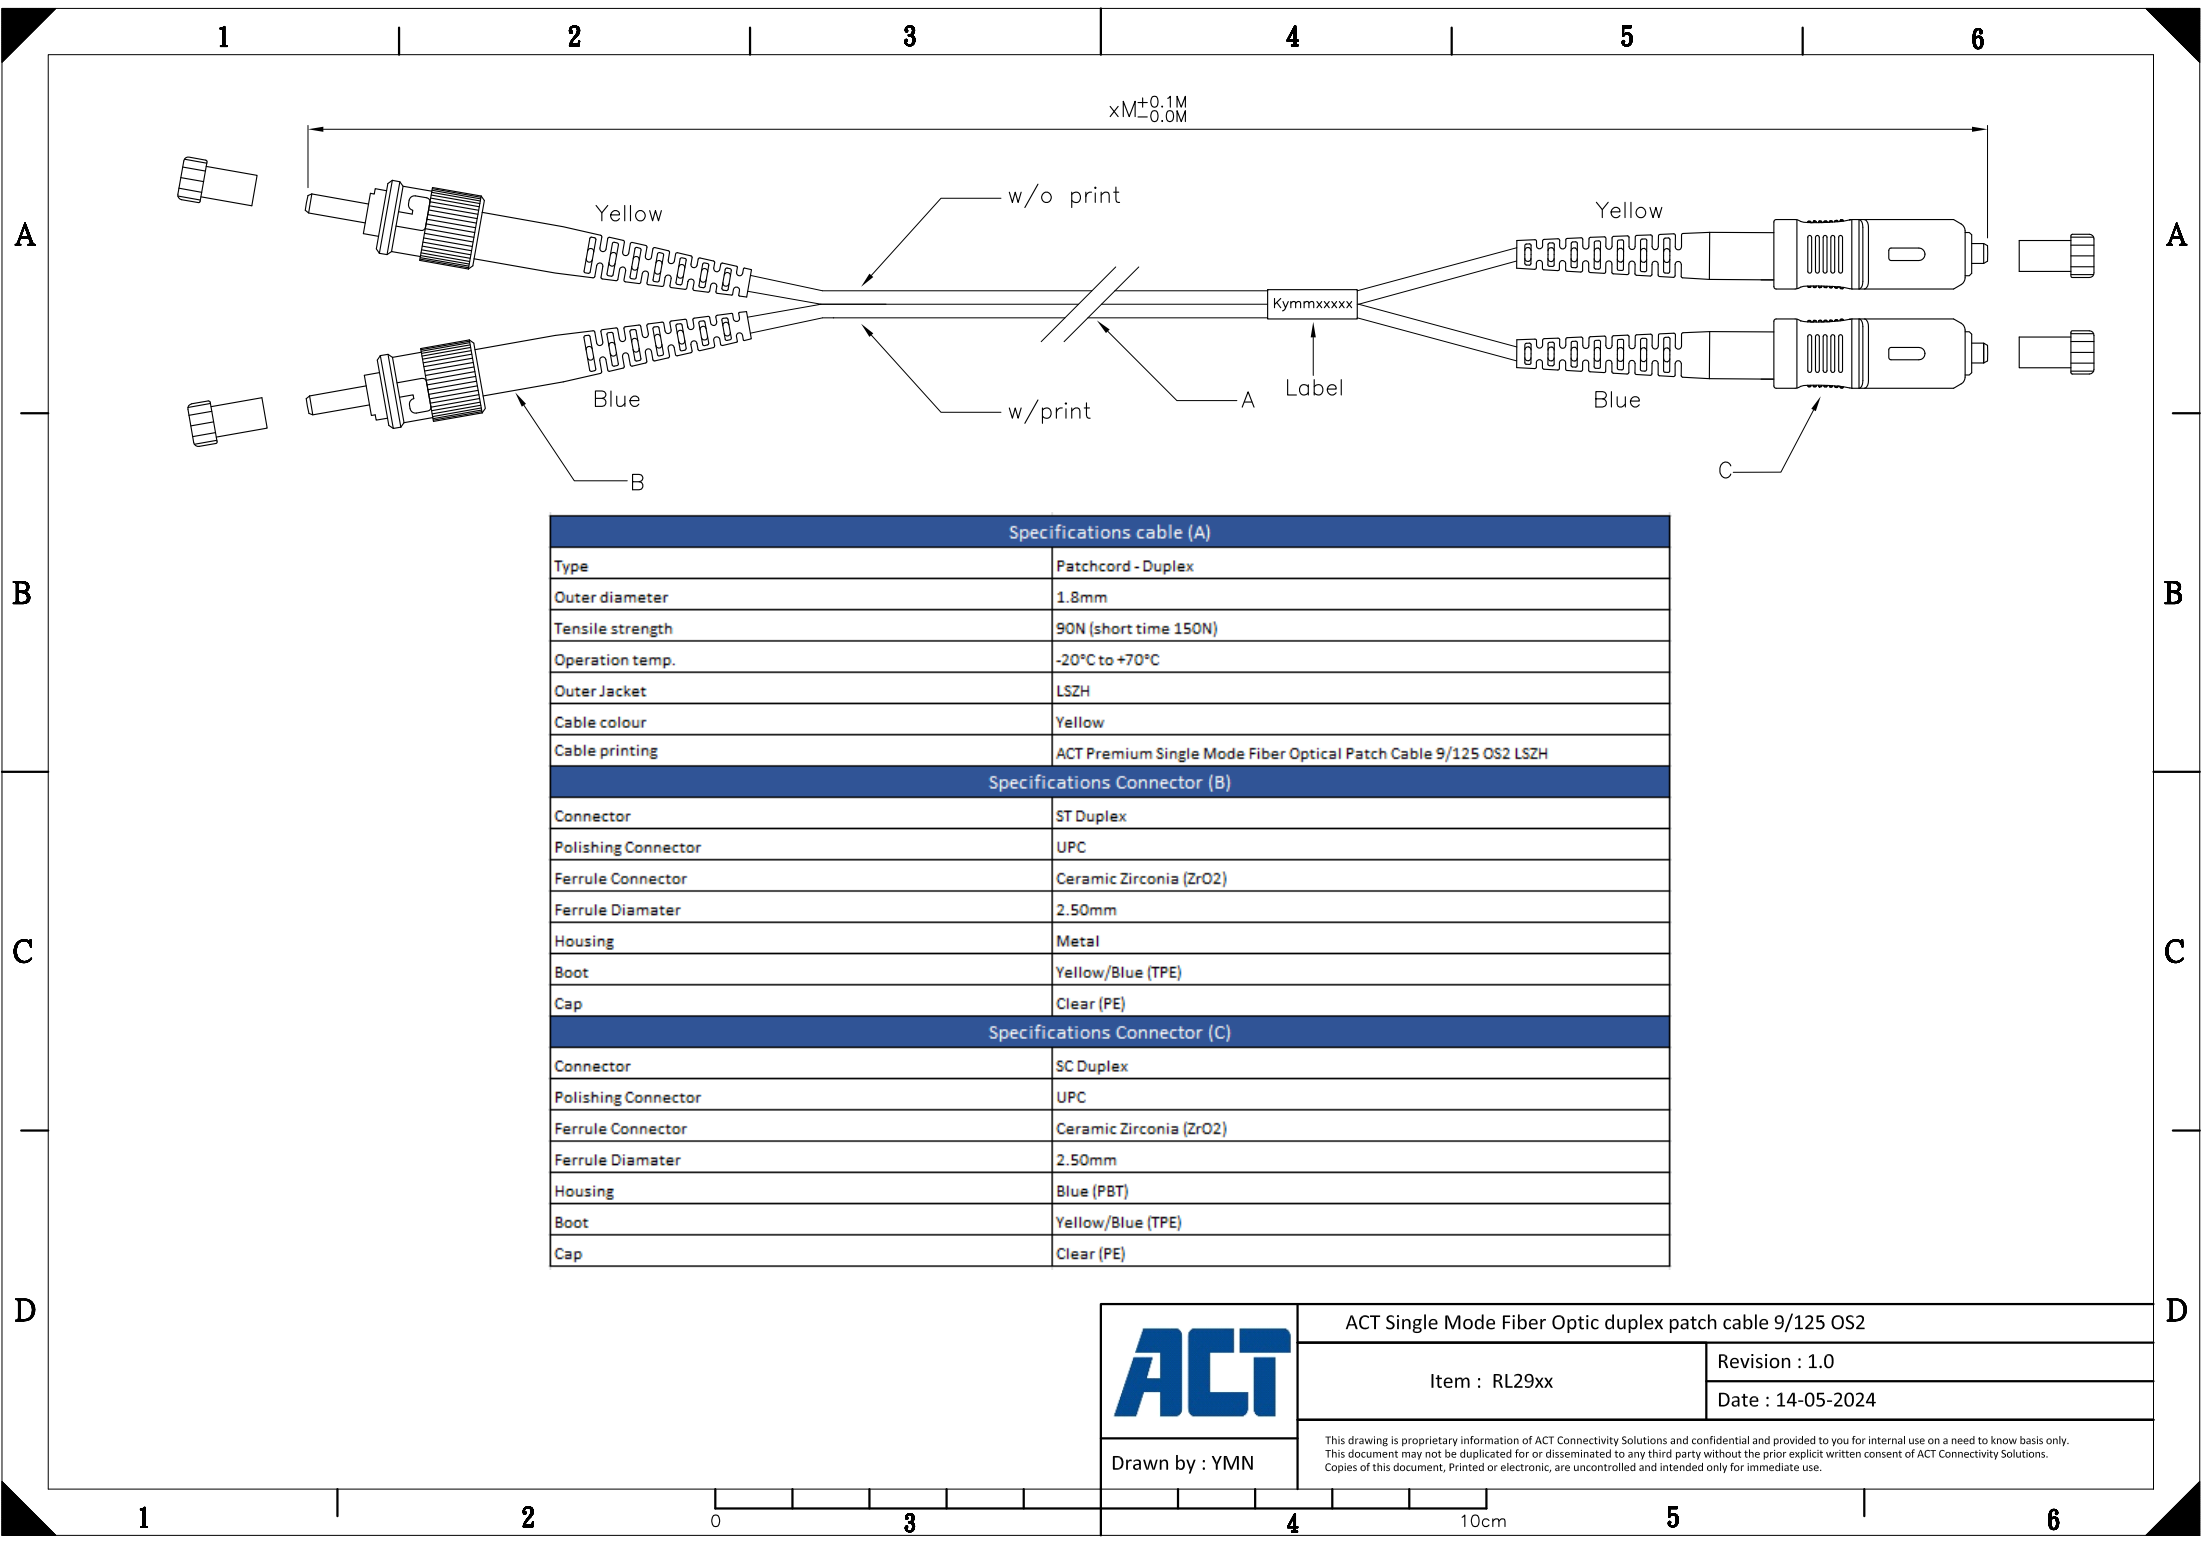 1 2 3 4 5 6
xM+0.1M
−0.0M
w/o print
Yellow
Yellow
A
A
Kymmxxxxx
Blue
Label
Blue
w/print
A
B
C
Specifications cable (A)
Type Patchcord - Duplex
Outer diameter 1.8mm
B
B
Tensile strength 90N (short time 150N)
Operation temp. -20°C to +70°C
Outer Jacket LSZH
Cable colour Yellow
Cable printing ACT Premium Single Mode Fiber Optical Patch Cable 9/125 OS2 LSZH
Specifications Connector (B)
Connector ST Duplex
Polishing Connector UPC
Ferrule Connector Ceramic Zirconia (ZrO2)
Ferrule Diamater 2.50mm
Housing Metal
C
C
Boot Yellow/Blue (TPE)
Cap Clear (PE)
Specifications Connector (C)
Connector SC Duplex
Polishing Connector UPC
Ferrule Connector Ceramic Zirconia (ZrO2)
Ferrule Diamater 2.50mm
Housing Blue (PBT)
Boot Yellow/Blue (TPE)
Cap Clear (PE)
D
D
ACT
ACT Single Mode Fiber Optic duplex patch cable 9/125 OS2
Item : RL29xx
Revision : 1.0
Date : 14-05-2024
Drawn by : YMN
This drawing is proprietary information of ACT Connectivity Solutions and confidential and provided to you for internal use on a need to know basis only.
This document may not be duplicated for or disseminated to any third party without the prior explicit written consent of ACT Connectivity Solutions.
Copies of this document, Printed or electronic, are uncontrolled and intended only for immediate use.
1 2 0 3 4 10cm 5 6